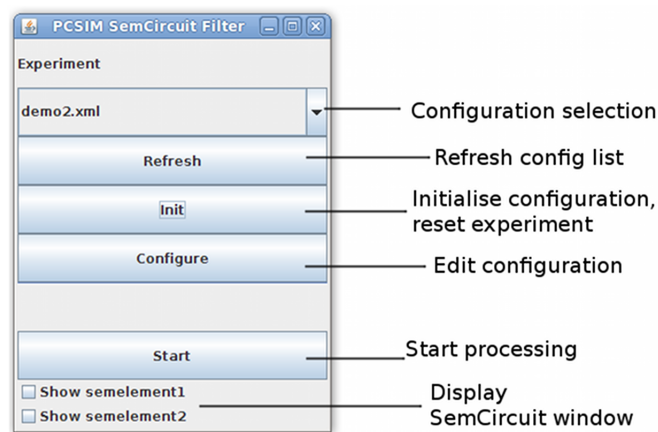 PCSIM SemCircuit Filter
Experiment
demo2.xml
Configuration selection
Refresh
Refresh config list
Init
Initialise configuration,
reset experiment
Configure
Edit configuration
Start
Start processing
Show semelement1
Show semelement2
Display
SemCircuit window